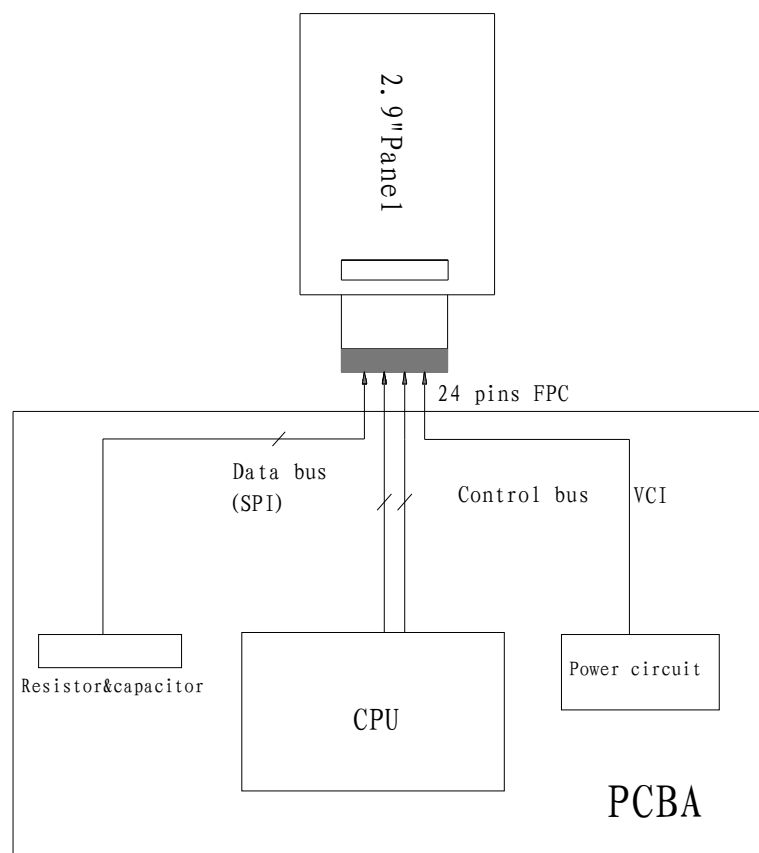 2.9"Panel
24 pins FPC
Data bus
(SPI)
Control bus
VCI
Resistor&capacitor
CPU
Power circuit
PCBA